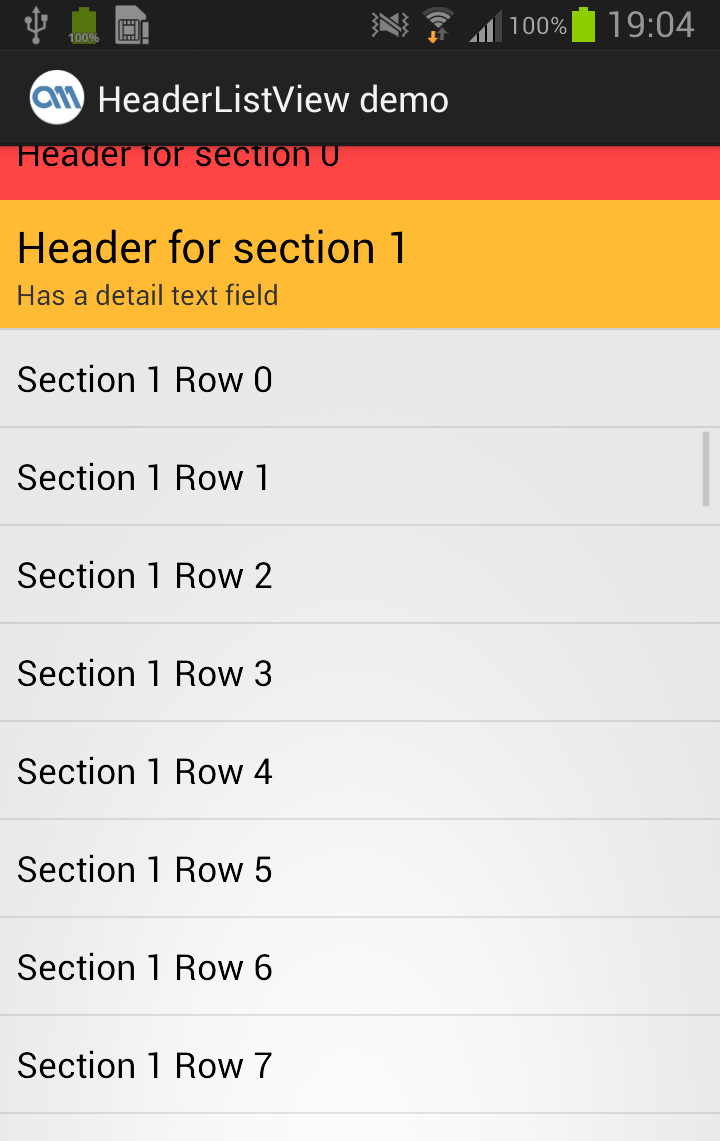 100%
100% 19:04
am HeaderListView demo
Header for section 0
Header for section 1
Has a detail text field
Section 1 Row 0
Section 1 Row 1
Section 1 Row 2
Section 1 Row 3
Section 1 Row 4
Section 1 Row 5
Section 1 Row 6
Section 1 Row 7